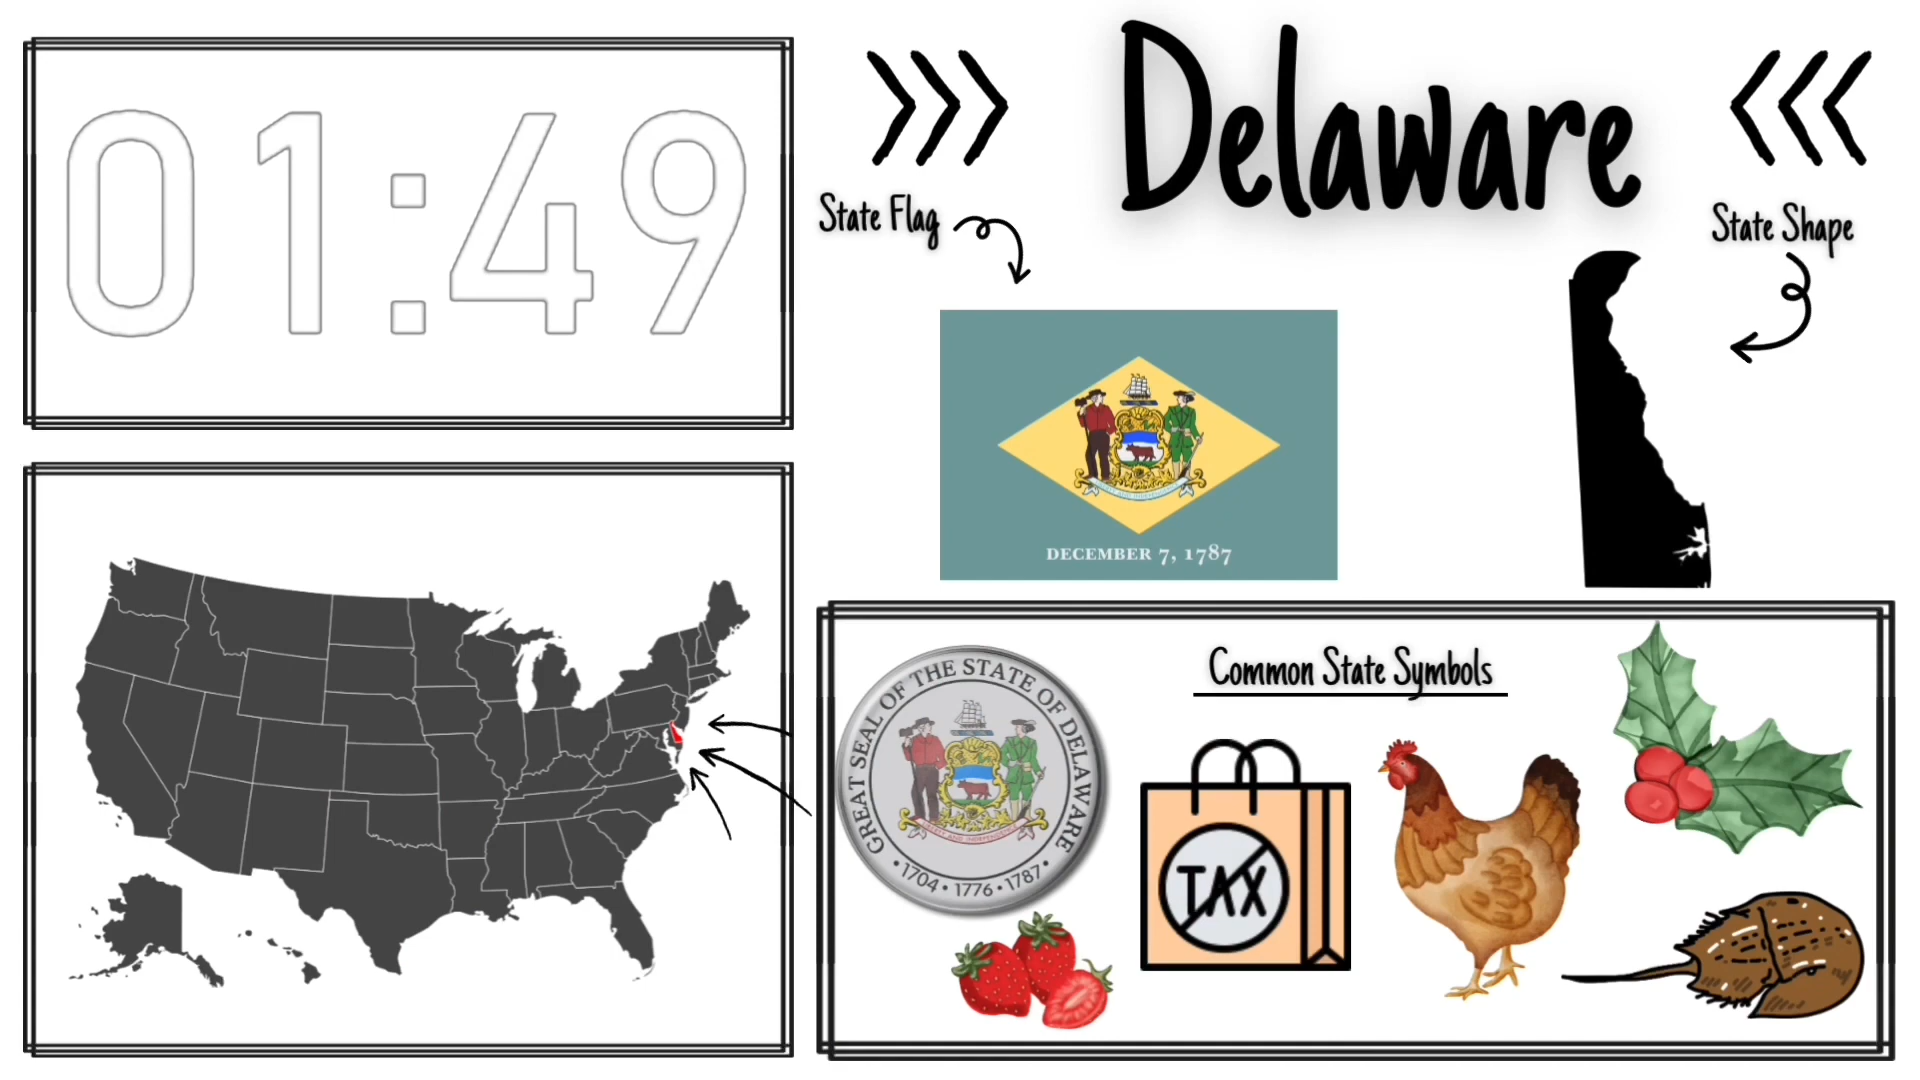 01:49
Delaware
State Flag
State Shape
DECEMBER 7, 1787
Common State Symbols
GREAT SEAL OF THE STATE OF DELAWARE
• 1704 • 1776 • 1787 •
TAX